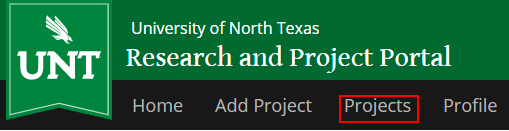 University of North Texas
UNT
Research and Project Portal
Home Add Project Projects Profile